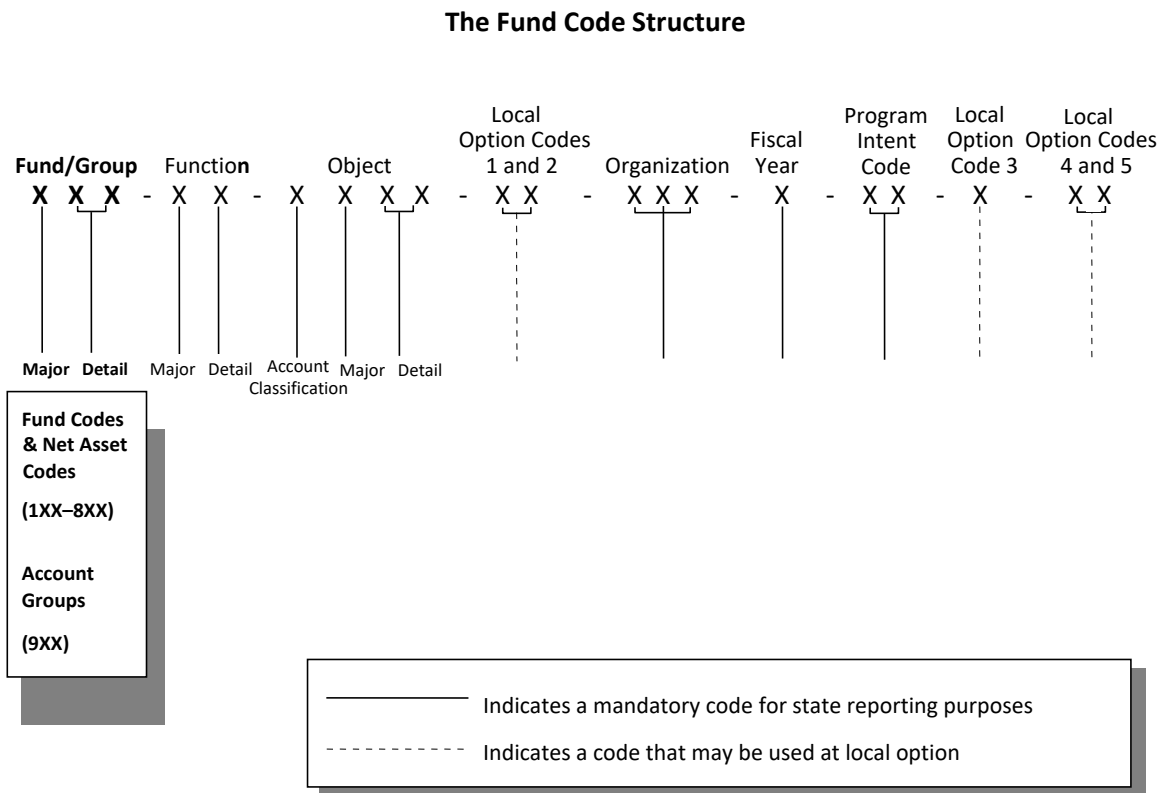 The Fund Code Structure
Local Program Local Local
Option Codes Fiscal Intent Option Option Codes
Fund/Group Function Object 1 and 2 Organization Year Code Code 3 4 and 5
X X X - X X - X X X X - X X - X X X - X - X X - X - X X
Major Detail Major Detail Account Major Detail
Classification
Fund Codes
& Net Asset
Codes
(1XX–8XX)
Account
Groups
(9XX)
Indicates a mandatory code for state reporting purposes
Indicates a code that may be used at local option